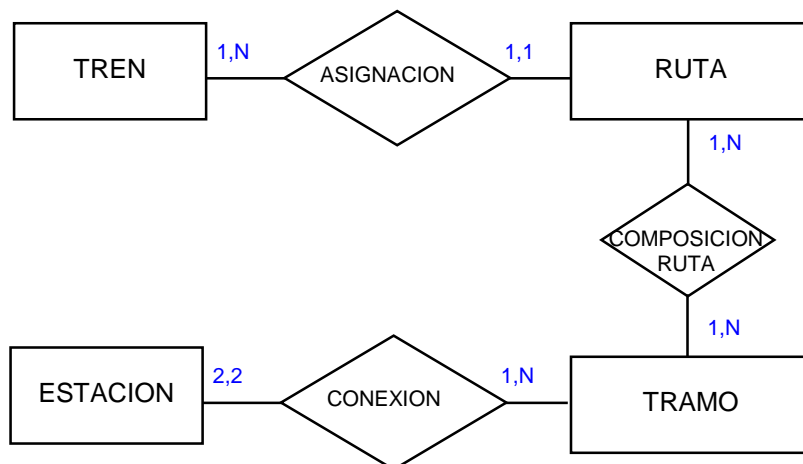 TREN
1,N
ASIGNACION
1,1
RUTA
1,N
COMPOSICION
RUTA
1,N
ESTACION
2,2
CONEXION
1,N
TRAMO